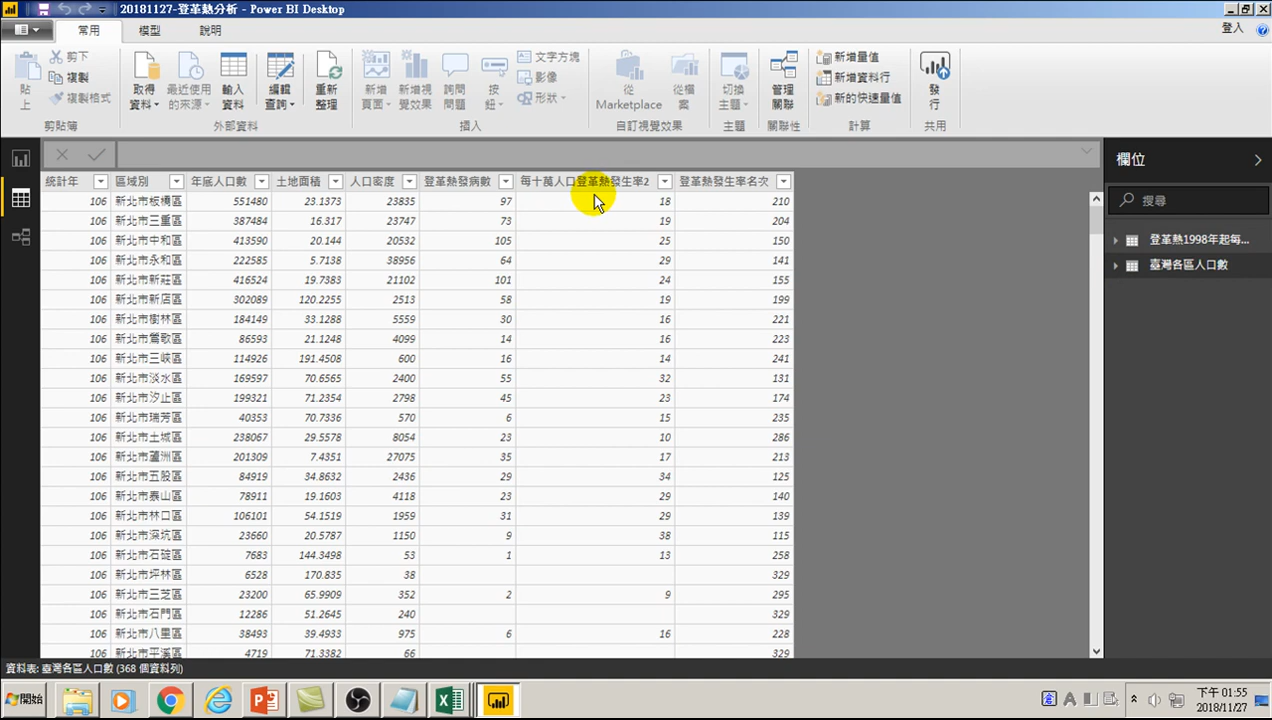 20181127-登革熱分析 - Power BI Desktop
常用 模型 說明 登入
貼上 剪下 複製 複製格式 剪貼簿
取得資料 最近使用的來源 輸入資料 編輯查詢 重新整理 外部資料
新增頁面 新增視覺效果 詢問問題 按鈕 文字方塊 影像 形狀 插入
從 Marketplace 從檔案 自訂視覺效果
切換主題 主題
管理關聯 關聯性
新增量值 新增資料行 新的快速量值 計算
發行 共用
統計年 區域別 年底人口數 土地面積 人口密度 登革熱發病數 每十萬人口登革熱發生率2 登革熱發生率名次
106 新北市板橋區 551480 23.1373 23835 97 18 210
106 新北市三重區 387484 16.317 23747 73 19 204
106 新北市中和區 413590 20.144 20532 105 25 150
106 新北市永和區 222585 5.7138 38956 64 29 141
106 新北市新莊區 416524 19.7383 21102 101 24 155
106 新北市新店區 302089 120.2255 2513 58 19 199
106 新北市樹林區 184149 33.1288 5559 30 16 221
106 新北市鶯歌區 86593 21.1248 4099 14 16 223
106 新北市三峽區 114926 191.4508 600 16 14 241
106 新北市淡水區 169597 70.6565 2400 55 32 131
106 新北市汐止區 199321 71.2354 2798 45 23 174
106 新北市瑞芳區 40353 70.7336 570 6 15 235
106 新北市土城區 238067 29.5578 8054 23 10 286
106 新北市蘆洲區 201309 7.4351 27075 35 17 213
106 新北市五股區 84919 34.8632 2436 29 34 125
106 新北市泰山區 78911 19.1603 4118 23 29 140
106 新北市林口區 106101 54.1519 1959 31 29 139
106 新北市深坑區 23660 20.5787 1150 9 38 115
106 新北市石碇區 7683 144.3498 53 1 13 258
106 新北市坪林區 6528 170.835 38 329
106 新北市三芝區 23200 65.9909 352 2 9 295
106 新北市石門區 12286 51.2645 240 329
106 新北市八里區 38493 39.4933 975 6 16 228
106 新北市平溪區 4719 71.3382 66 329
欄位
搜尋
登革熱1998年起每...
臺灣各區人口數
資料表: 臺灣各區人口數 (368 個資料列)
開始
下午 01:55
2018/11/27